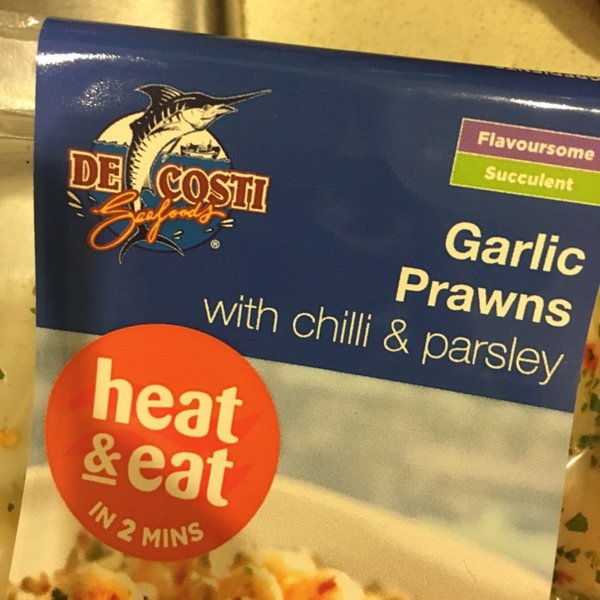 DE COSTI
Seafoods
®
Flavoursome
Succulent
Garlic
Prawns
with chilli & parsley
heat
& eat
IN 2 MINS